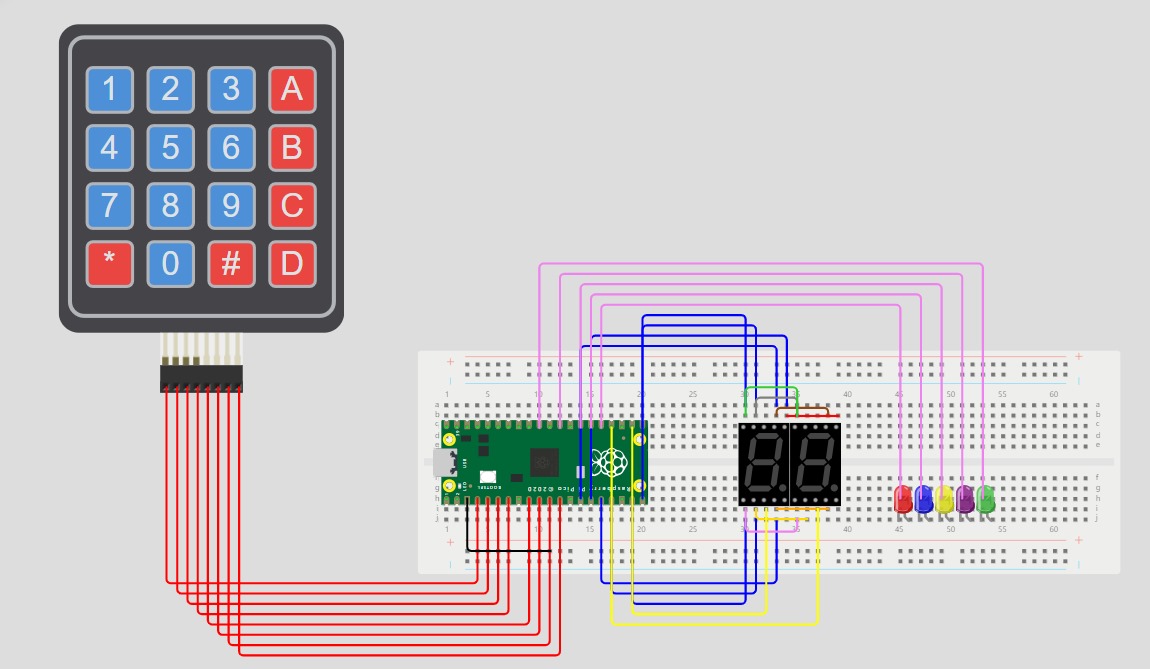 1 2 3 A
4 5 6 B
7 8 9 C
* 0 # D
+ +
1 5 10 15 20 25 30 35 40 45 50 55 60
a a
b b
c c
d d
e e
USB
BOOTSEL
LED
Raspberry Pi Pico ©2020
f f
g g
h h
i i
j j
1 5 10 15 20 25 30 35 40 45 50 55 60
+ +